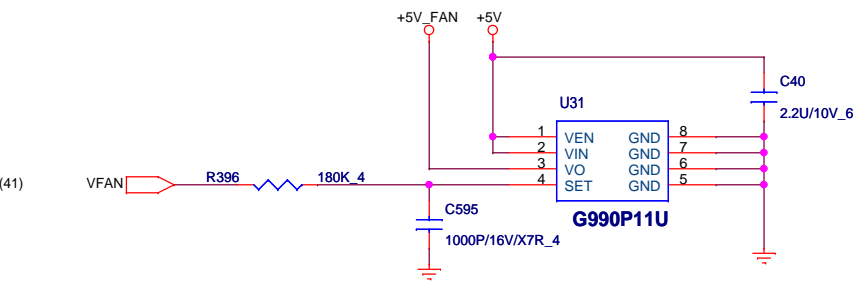 +5V_FAN
+5V
C40
2.2U/10V_6
U31
1 VEN GND 8
2 VIN GND 7
3 VO GND 6
4 SET GND 5
G990P11U
(41)
VFAN
R396
180K_4
C595
1000P/16V/X7R_4